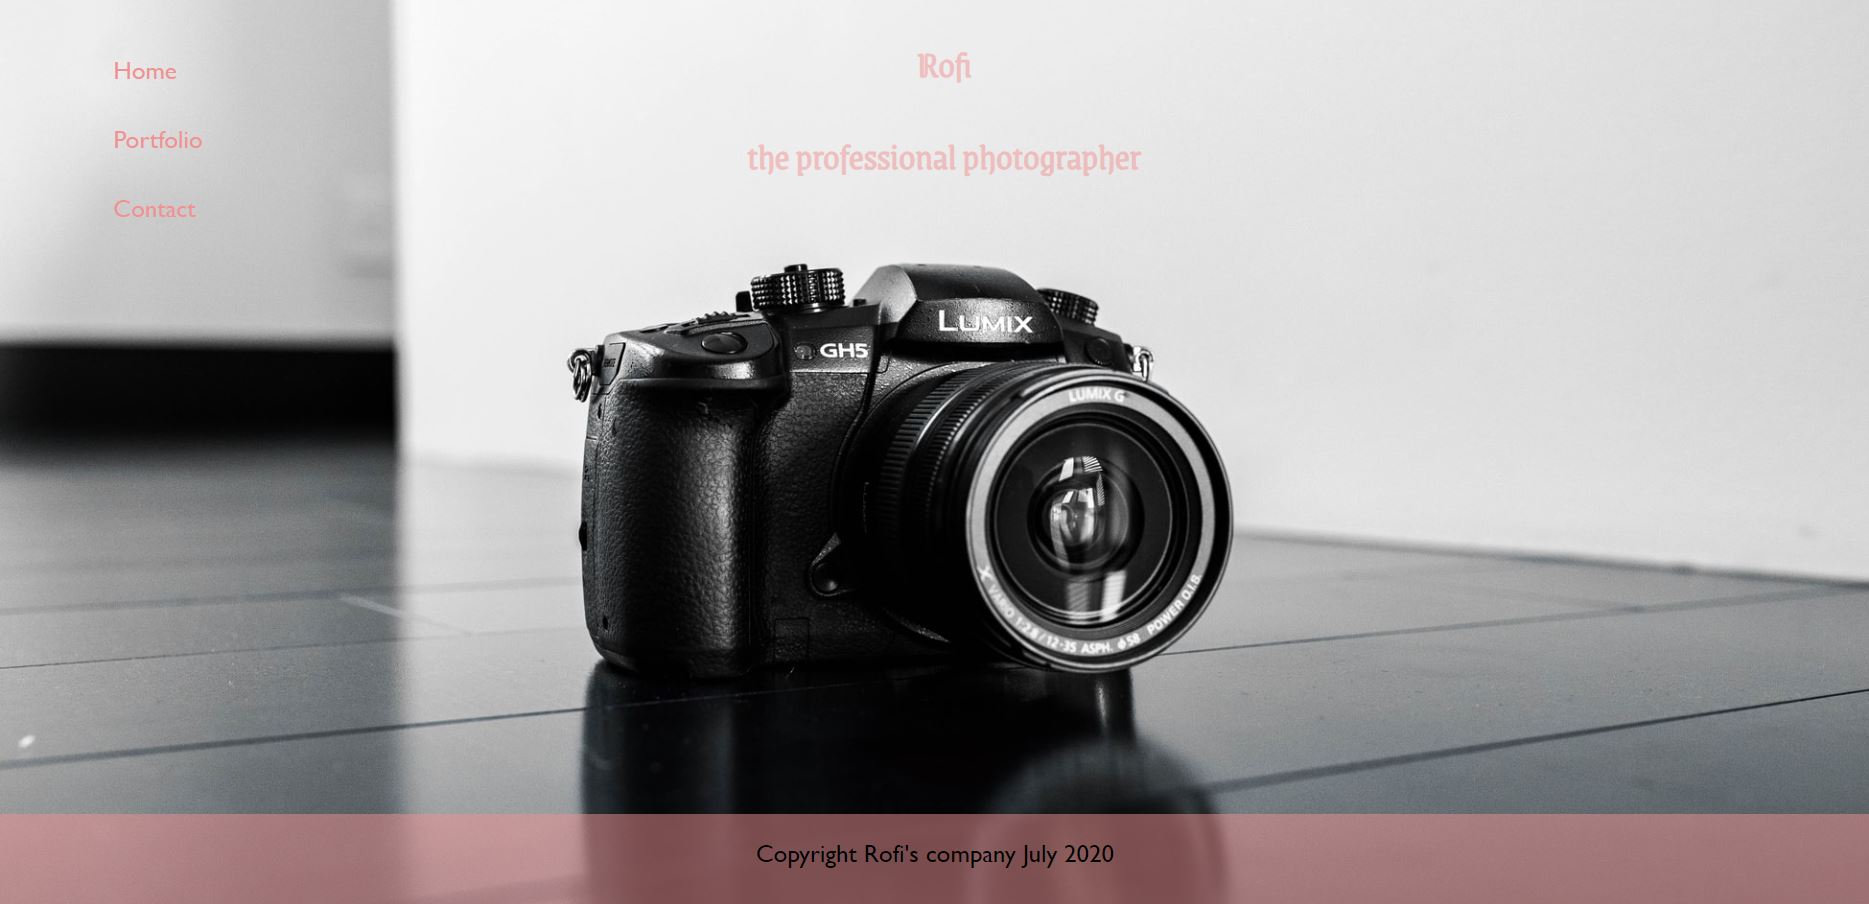 Home
Portfolio
Contact
Rofi
the professional photographer
LUMIX
GH5
LUMIX G
X VARIO 1:2.8 / 12-35 ASPH. ϕ58 POWER O.I.S.
Copyright Rofi's company July 2020